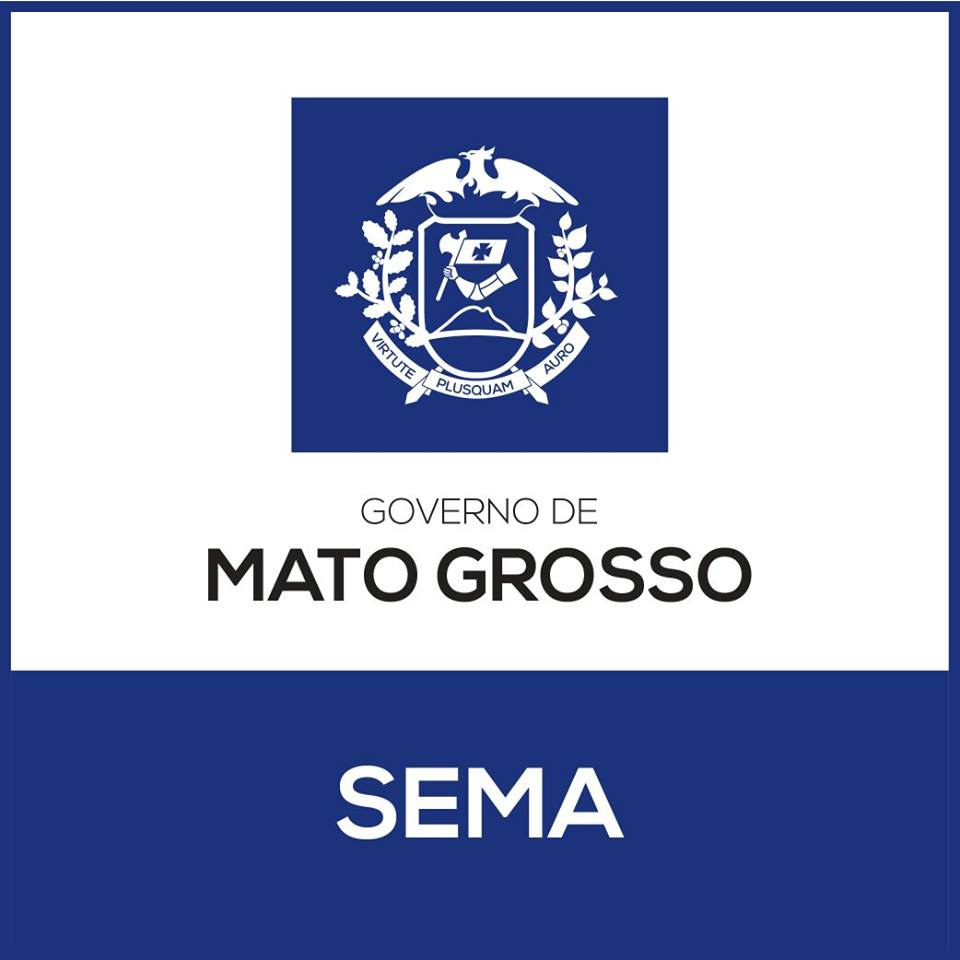 VIRTUTE PLUSQUAM AURO
GOVERNO DE
MATO GROSSO
SEMA